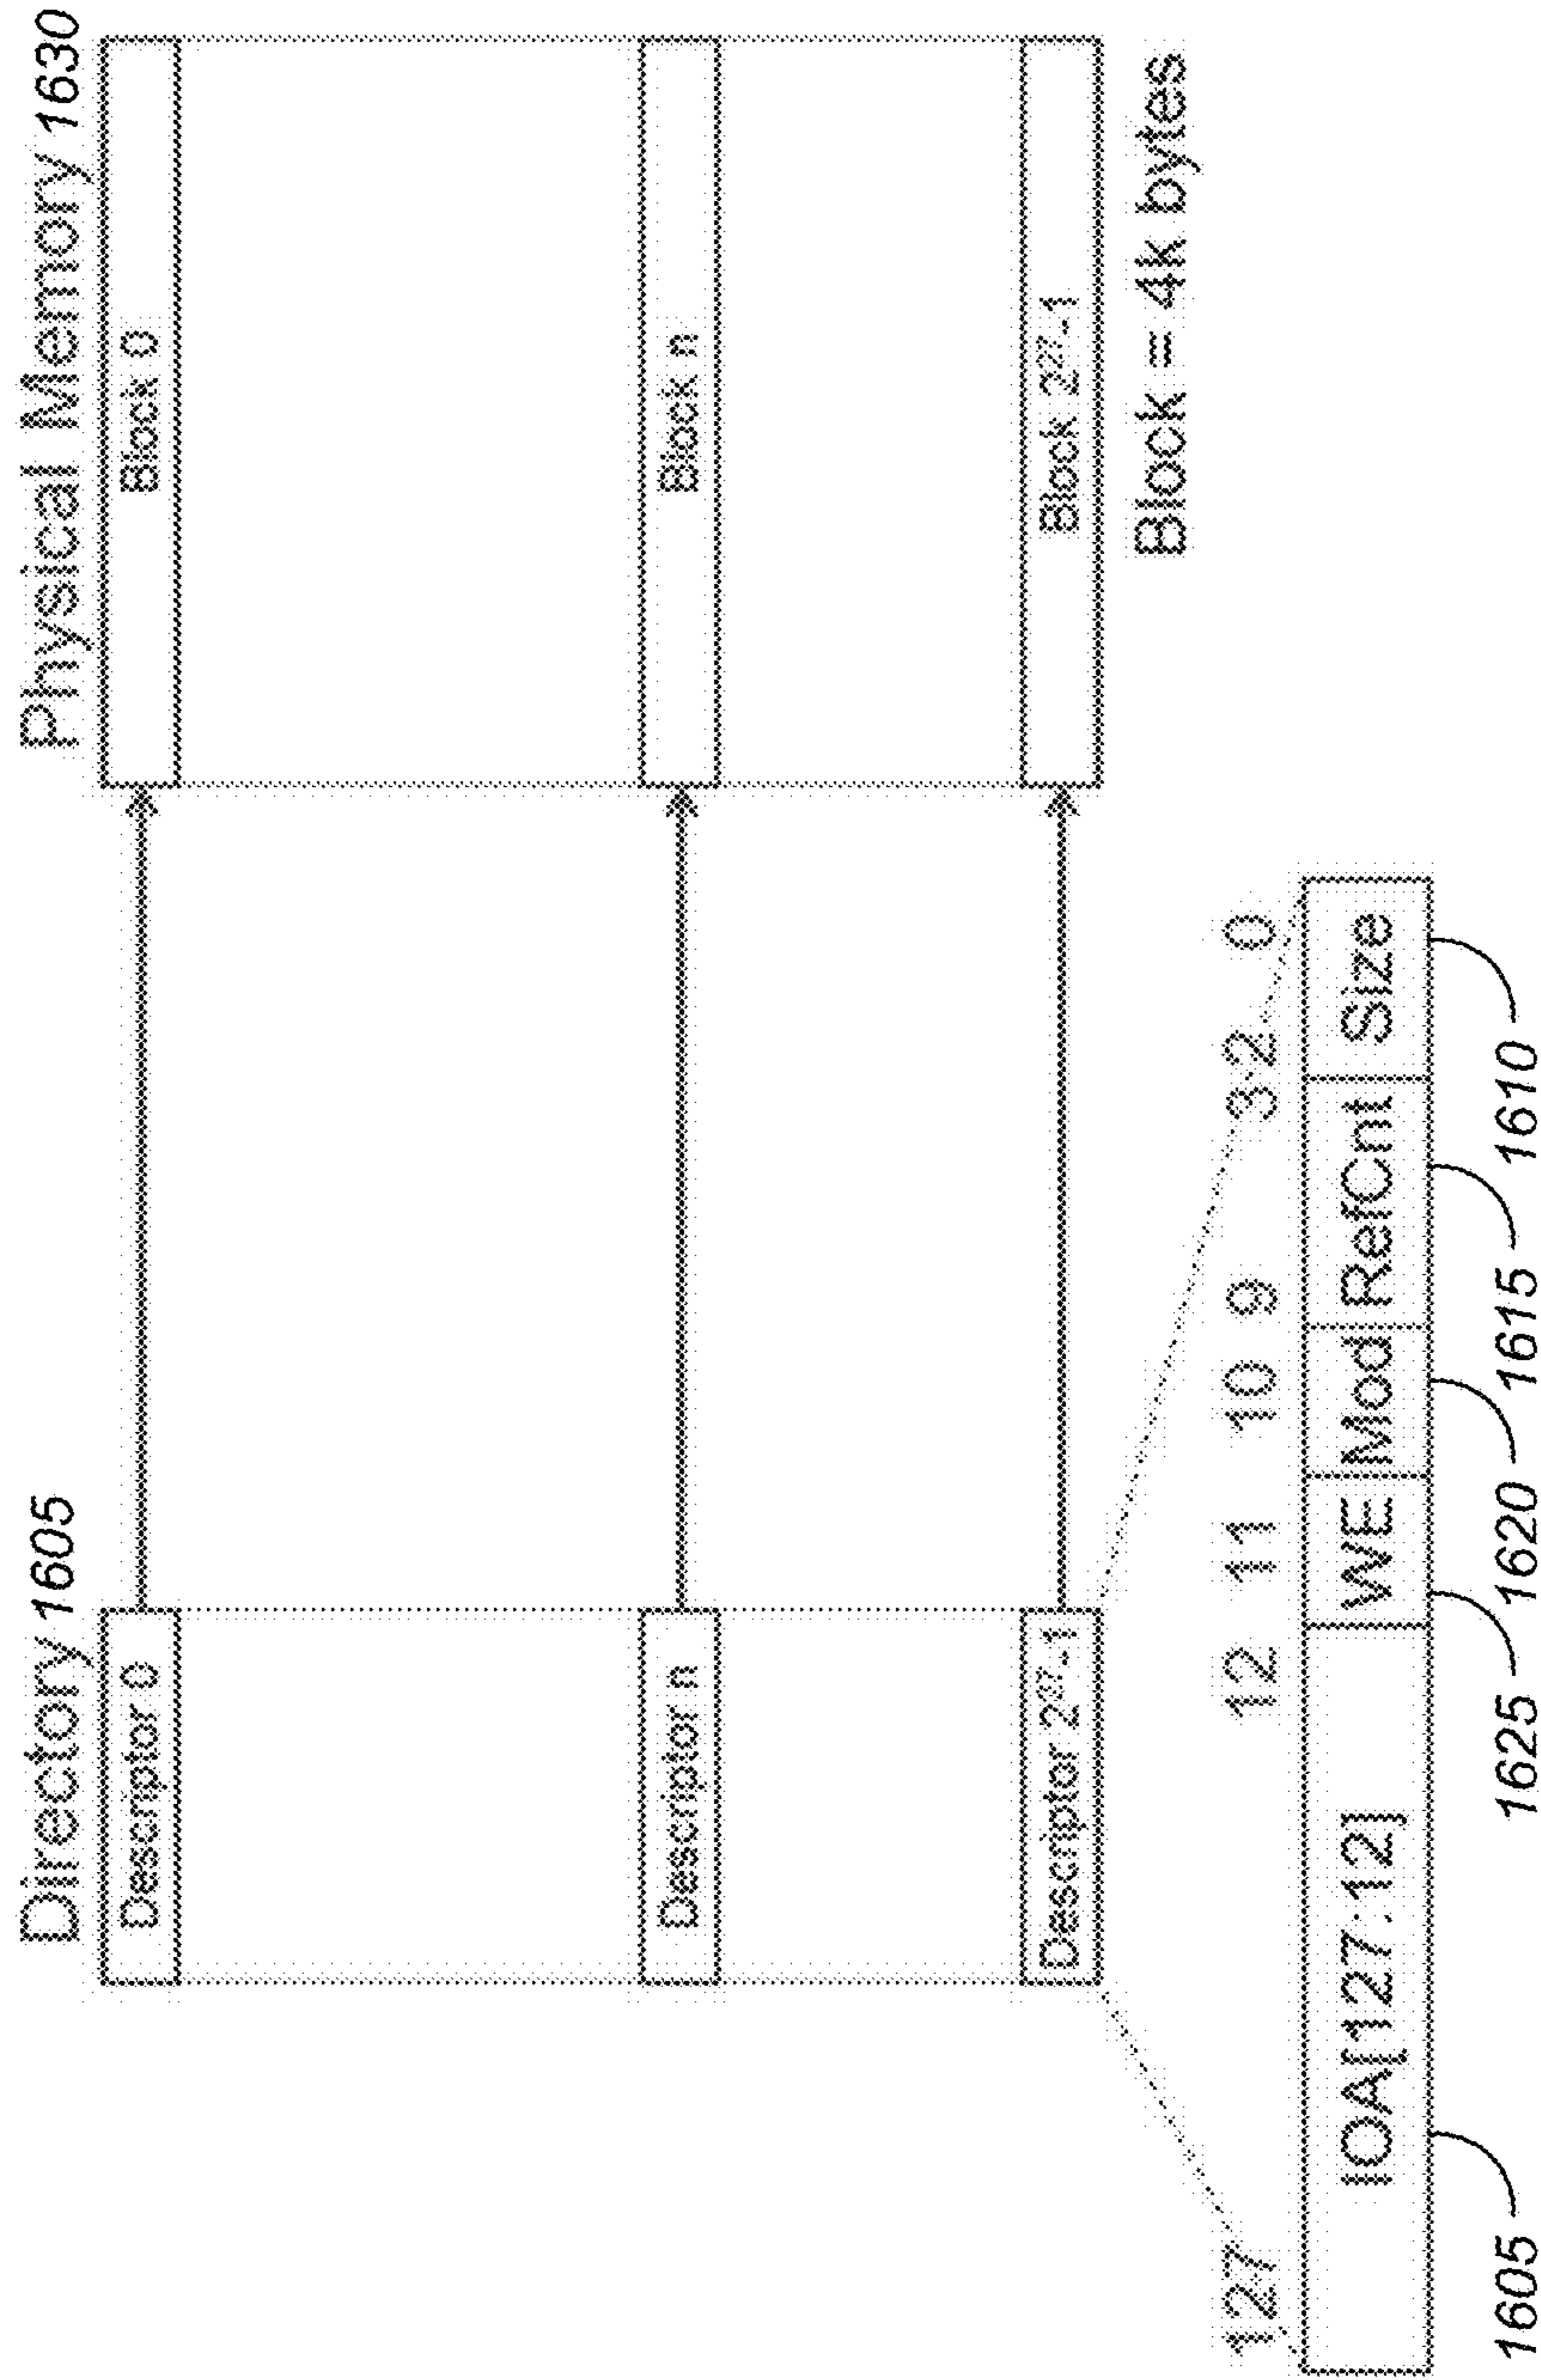 Directory 1605
Physical Memory 1630
Descriptor 0
Block 0
Descriptor n
Block n
Descriptor 2²⁷-1
Block 2²⁷-1
Block = 4k bytes
127 12 11 10 9 3 2 0
IOA[127:12] WE Mod RefCnt Size
1605 1625 1620 1615 1610